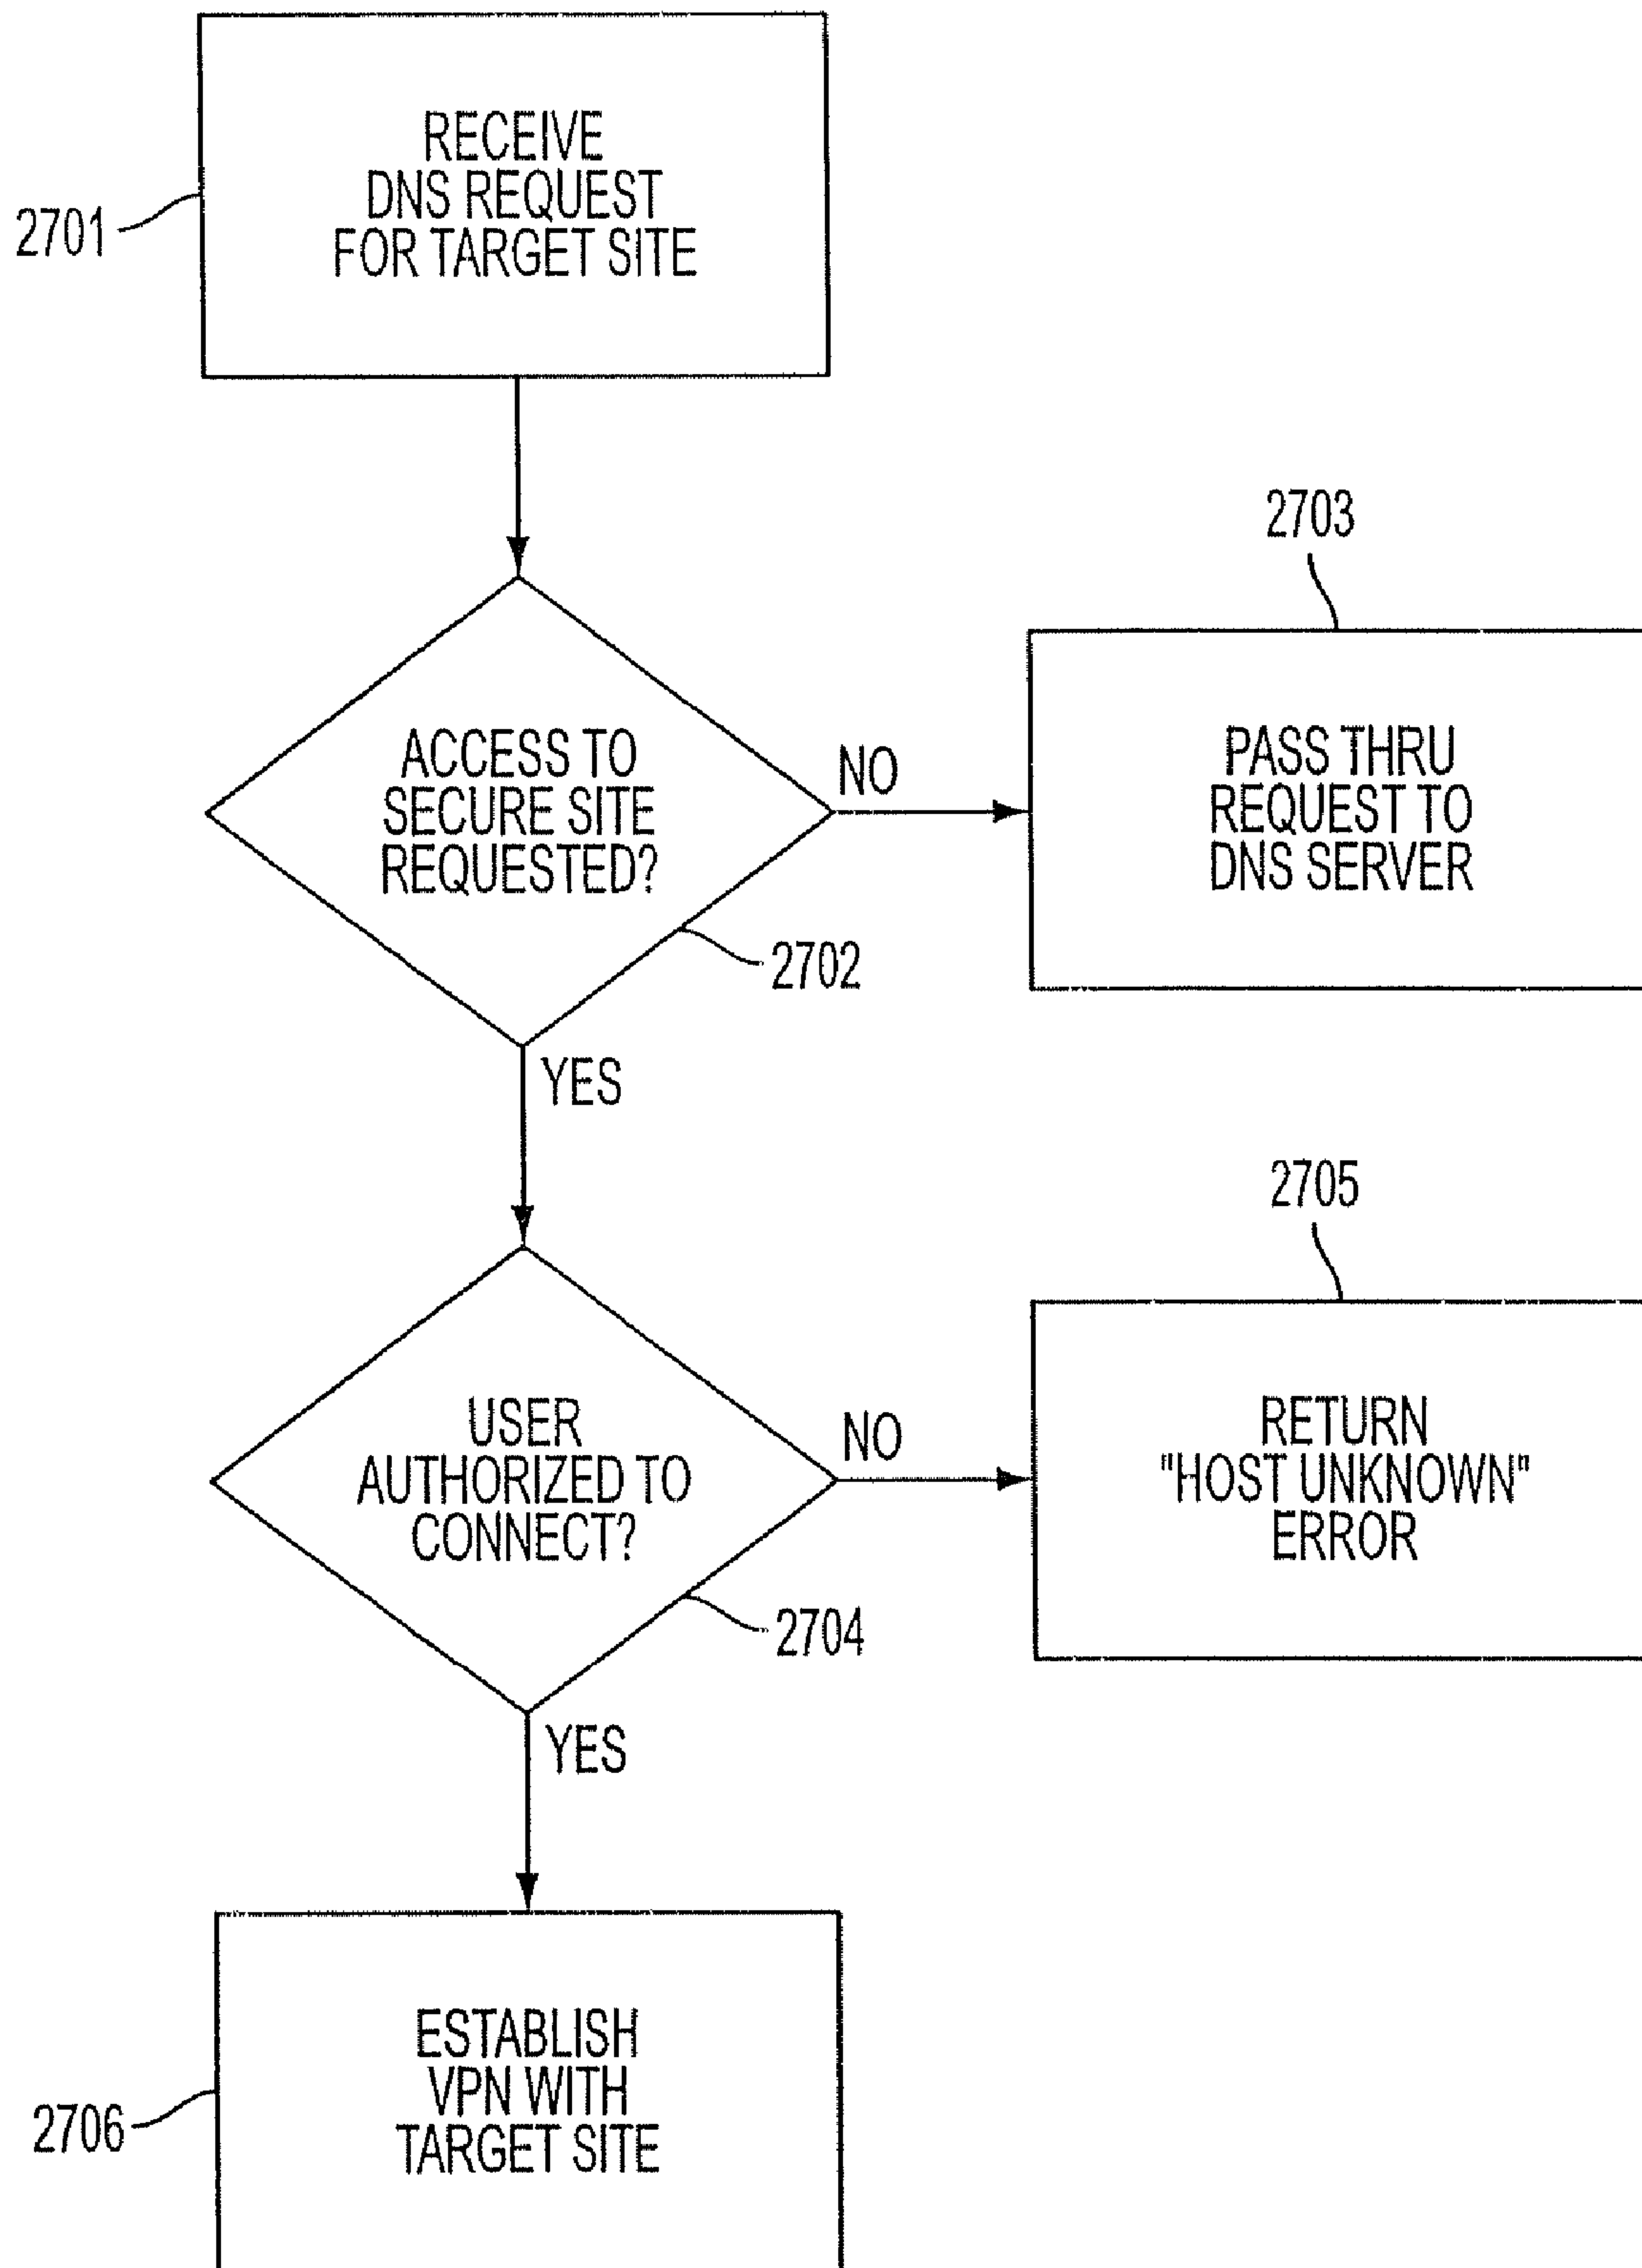 RECEIVE
DNS REQUEST
FOR TARGET SITE
2701
2703
ACCESS TO
SECURE SITE
REQUESTED?
NO
PASS THRU
REQUEST TO
DNS SERVER
2702
YES
2705
USER
AUTHORIZED TO
CONNECT?
NO
RETURN
"HOST UNKNOWN"
ERROR
2704
YES
ESTABLISH
VPN WITH
TARGET SITE
2706